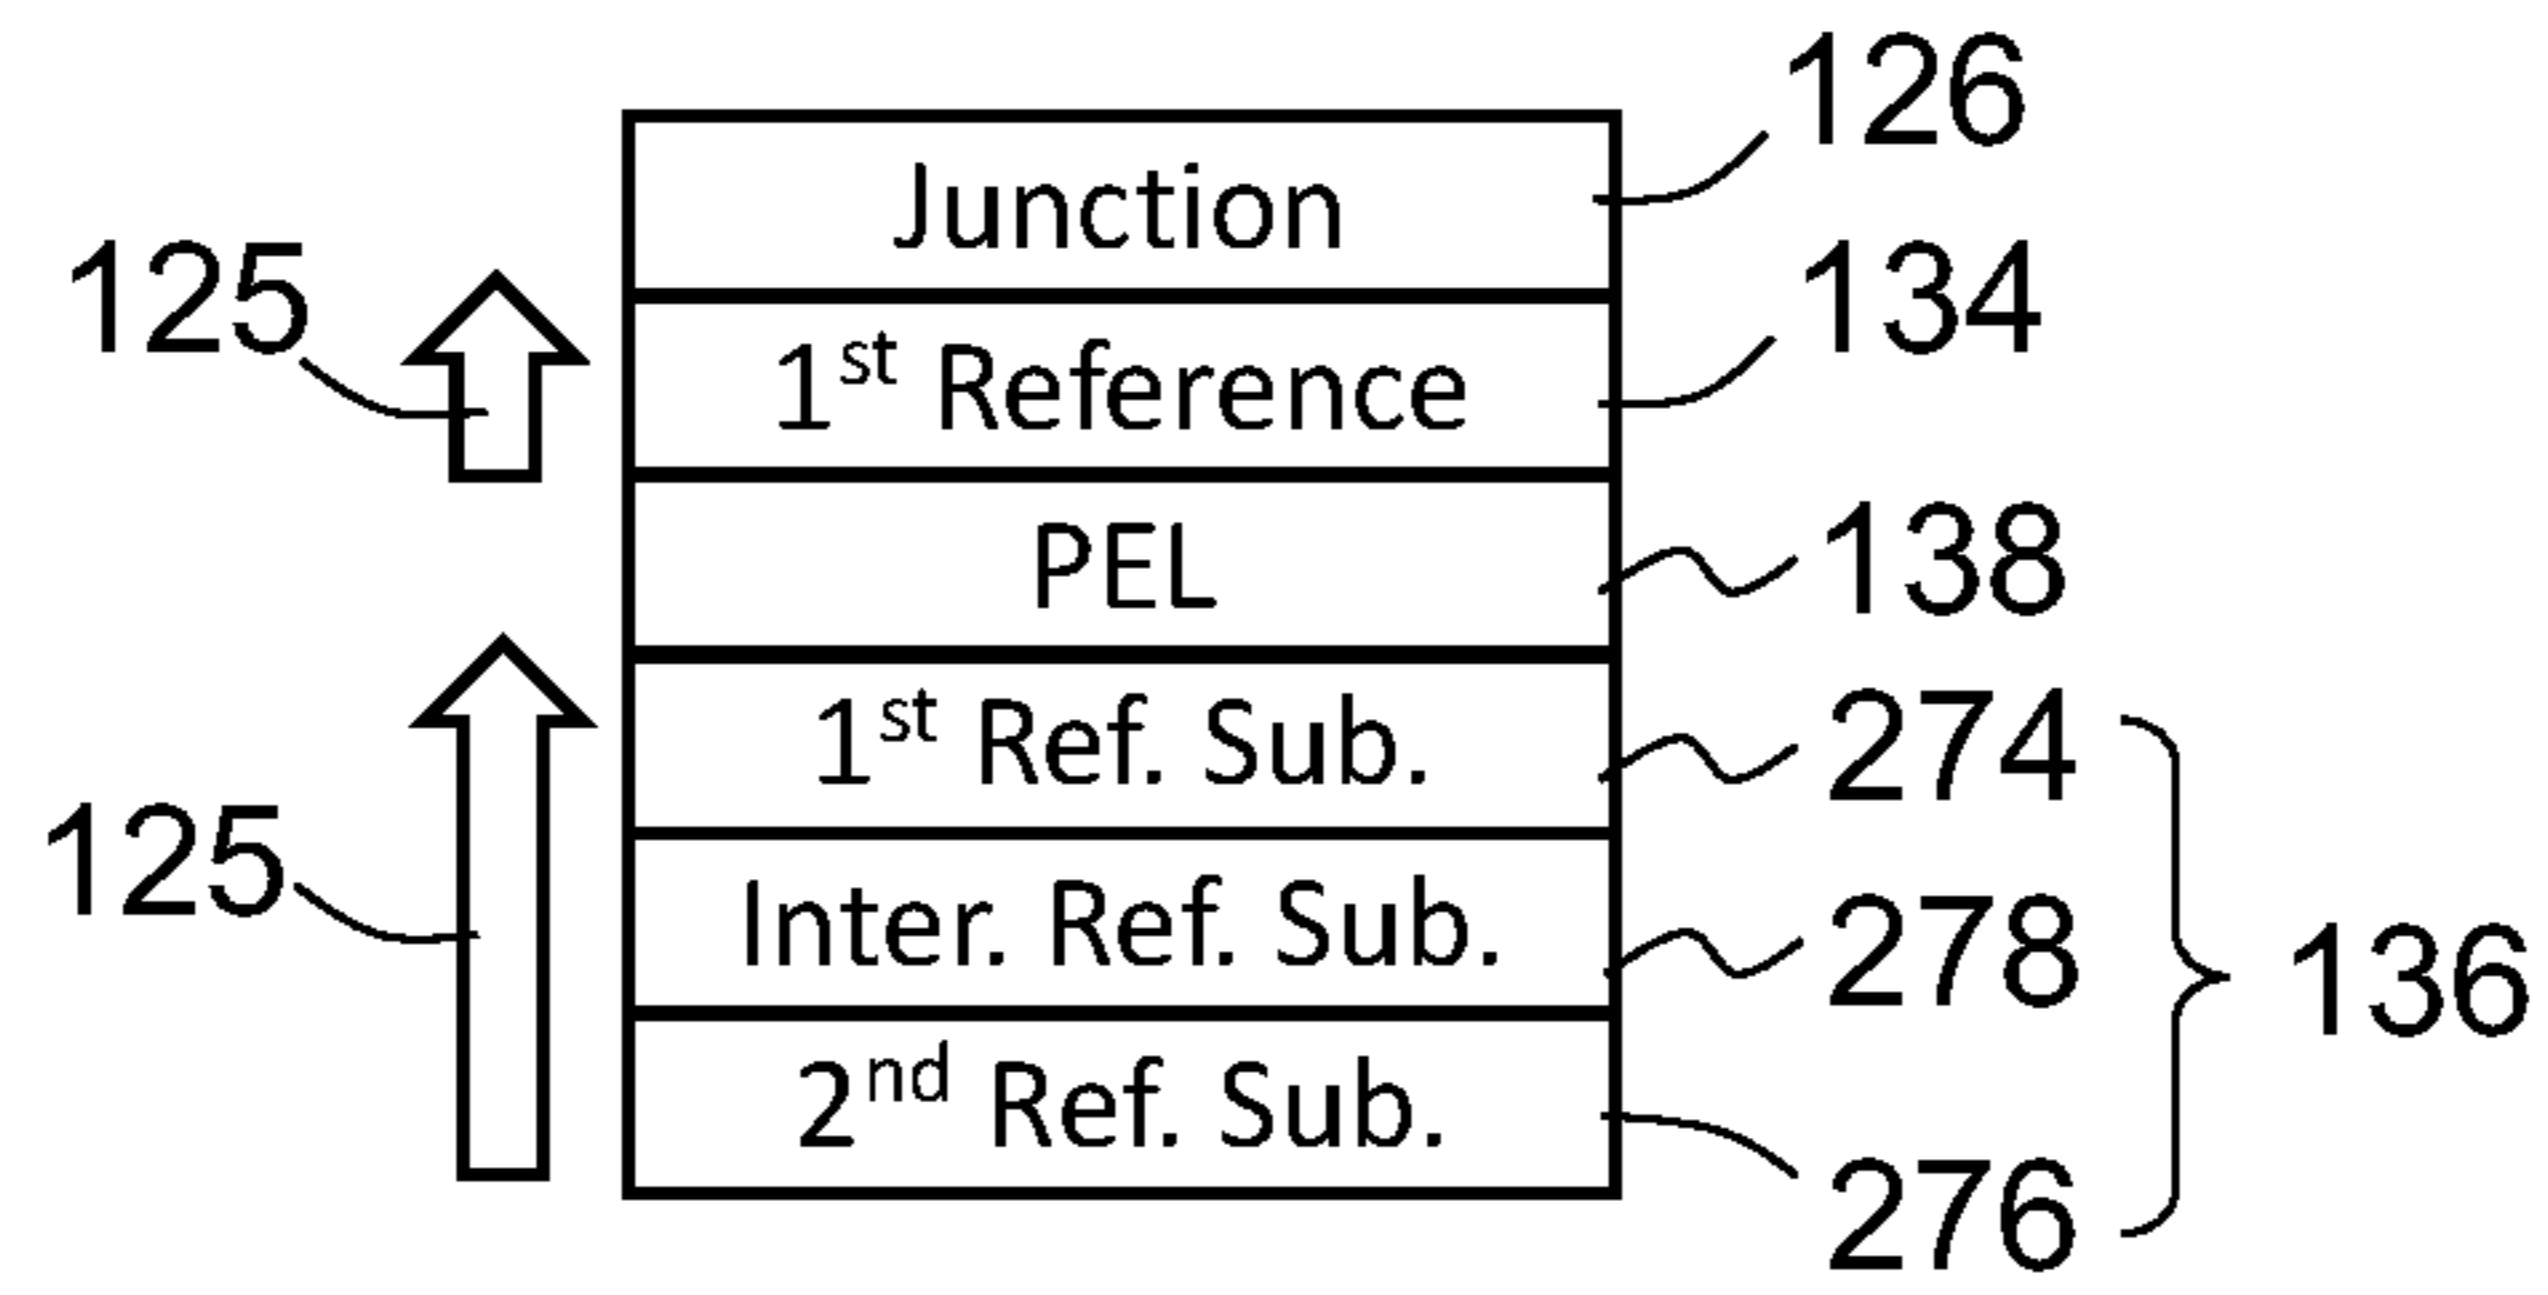 126
Junction
125
134
1st Reference
138
PEL
274
1st Ref. Sub.
125
278
Inter. Ref. Sub.
136
2nd Ref. Sub.
276